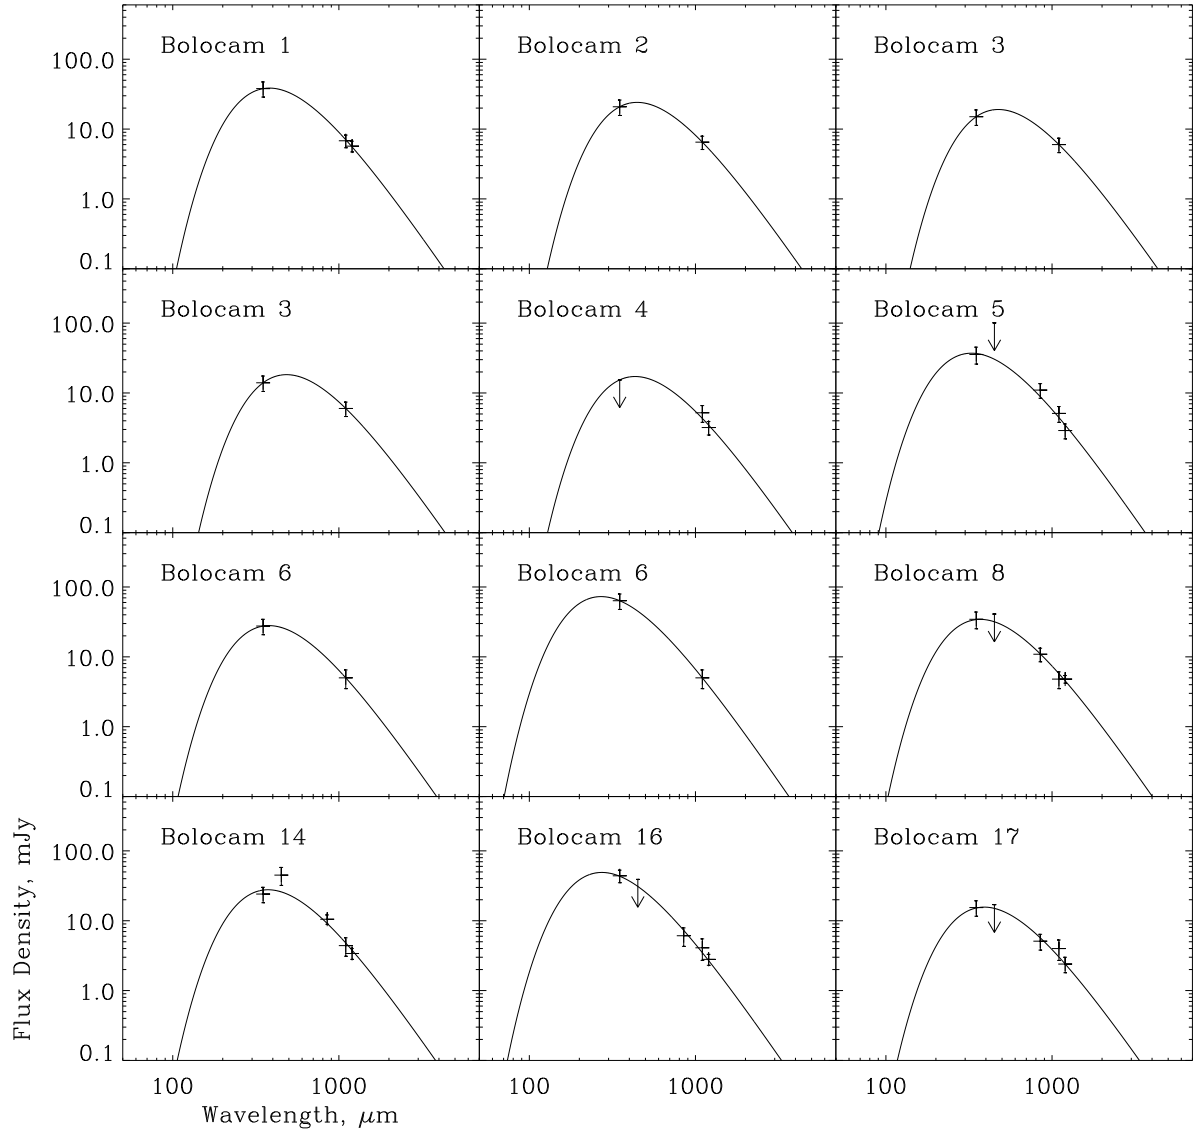 Bolocam 1
Bolocam 2
Bolocam 3
100.0
10.0
1.0
0.1
Bolocam 3
Bolocam 4
Bolocam 5
100.0
10.0
1.0
0.1
Bolocam 6
Bolocam 6
Bolocam 8
100.0
10.0
1.0
0.1
Bolocam 14
Bolocam 16
Bolocam 17
100.0
10.0
1.0
0.1
Flux Density, mJy
100 1000 100 1000 100 1000
Wavelength, μm